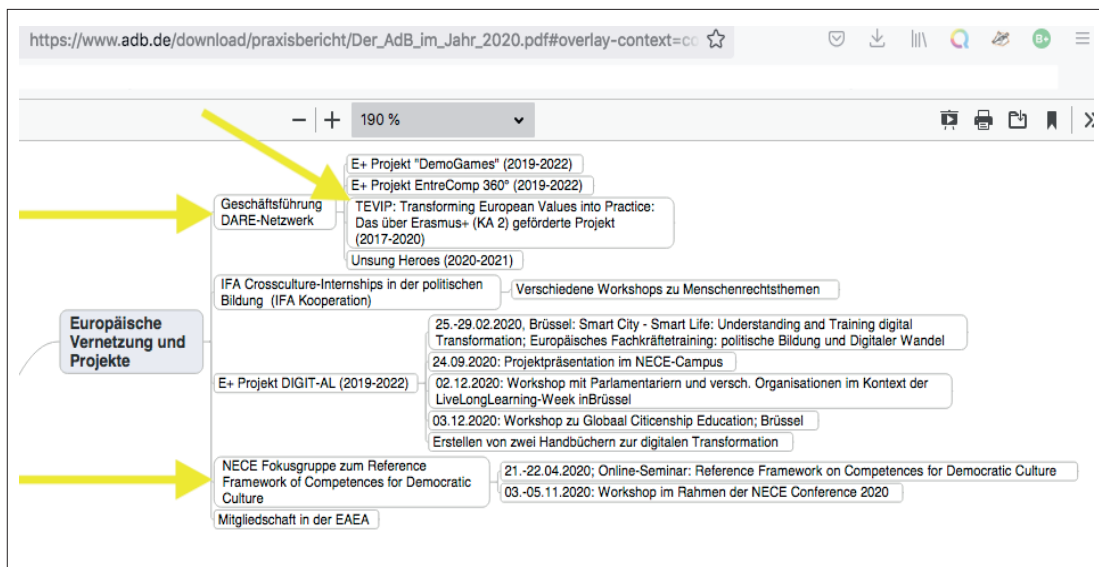 https://www.adb.de/download/praxisbericht/Der_AdB_im_Jahr_2020.pdf#overlay-context=co
B+
190 %
E+ Projekt "DemoGames" (2019-2022)
E+ Projekt EntreComp 360° (2019-2022)
Geschäftsführung
DARE-Netzwerk
TEVIP: Transforming European Values into Practice:
Das über Erasmus+ (KA 2) geförderte Projekt
(2017-2020)
Unsung Heroes (2020-2021)
IFA Crossculture-Internships in der politischen
Bildung (IFA Kooperation)
Verschiedene Workshops zu Menschenrechtsthemen
Europäische
Vernetzung und
Projekte
E+ Projekt DIGIT-AL (2019-2022)
25.-29.02.2020, Brüssel: Smart City - Smart Life: Understanding and Training digital
Transformation; Europäisches Fachkräftetraining: politische Bildung und Digitaler Wandel
24.09.2020: Projektpräsentation im NECE-Campus
02.12.2020: Workshop mit Parlamentariern und versch. Organisationen im Kontext der
LiveLongLearning-Week inBrüssel
03.12.2020: Workshop zu Globaal Citicenship Education; Brüssel
Erstellen von zwei Handbüchern zur digitalen Transformation
NECE Fokusgruppe zum Reference
Framework of Competences for Democratic
Culture
21.-22.04.2020; Online-Seminar: Reference Framework on Competences for Democratic Culture
03.-05.11.2020: Workshop im Rahmen der NECE Conference 2020
Mitgliedschaft in der EAEA